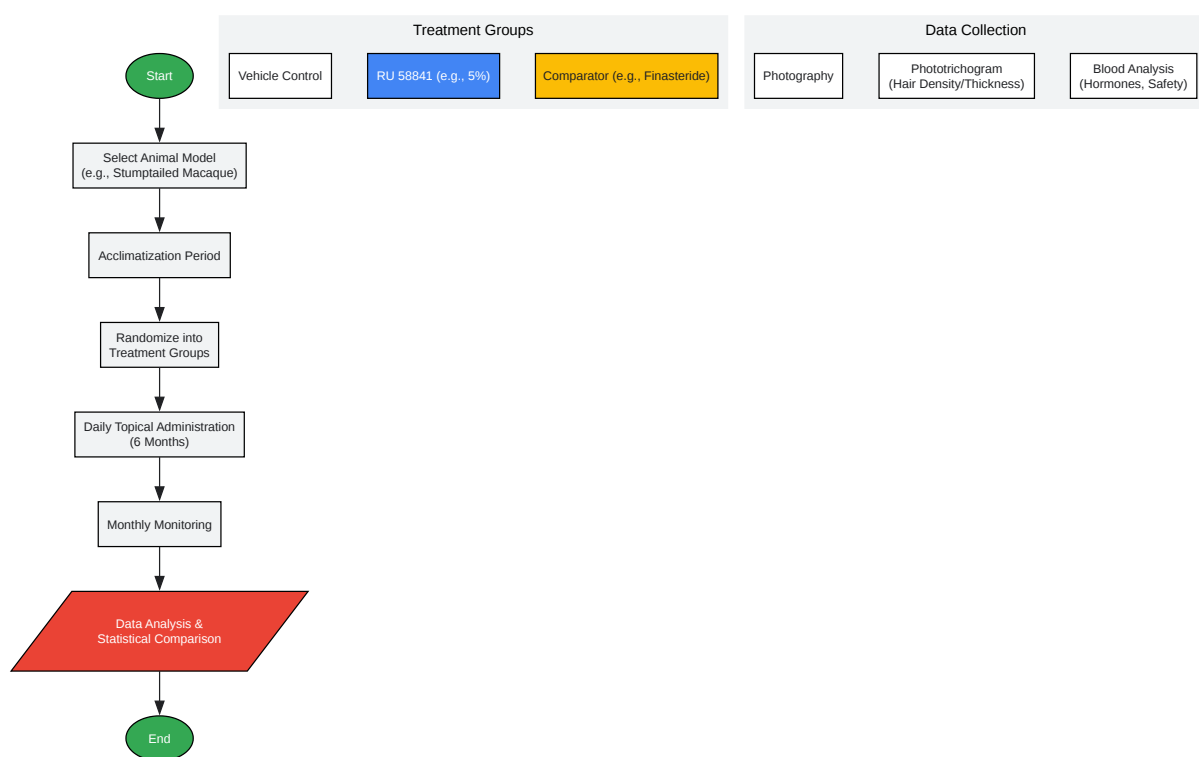 Treatment Groups
Data Collection
Start
Vehicle Control
RU 58841 (e.g., 5%)
Comparator (e.g., Finasteride)
Photography
Phototrichogram
(Hair Density/Thickness)
Blood Analysis
(Hormones, Safety)
Select Animal Model
(e.g., Stumptailed Macaque)
Acclimatization Period
Randomize into
Treatment Groups
Daily Topical Administration
(6 Months)
Monthly Monitoring
Data Analysis &
Statistical Comparison
End